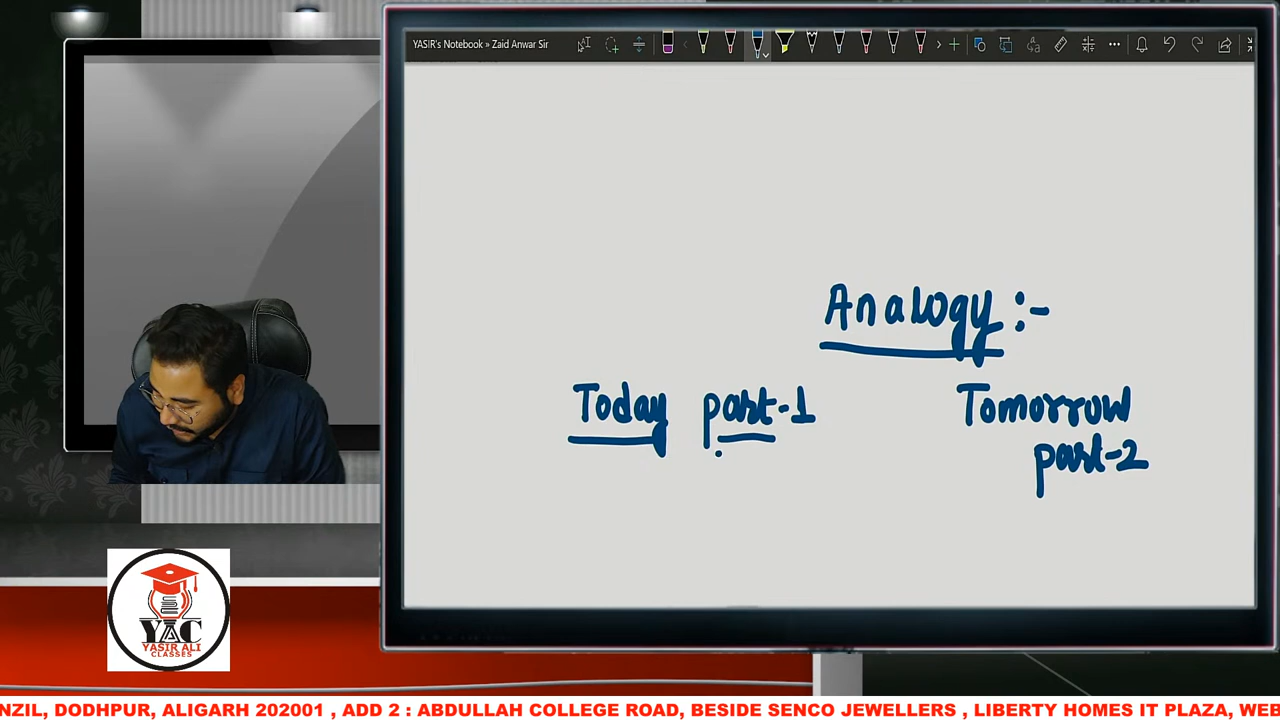 YASIR's Notebook » Zaid Anwar Sir
Analogy :-
Today part-1
Tomorrow
part-2
YAC
YASIR ALI
CLASSES
NZIL, DODHPUR, ALIGARH 202001 , ADD 2 : ABDULLAH COLLEGE ROAD, BESIDE SENCO JEWELLERS , LIBERTY HOMES IT PLAZA, WEB